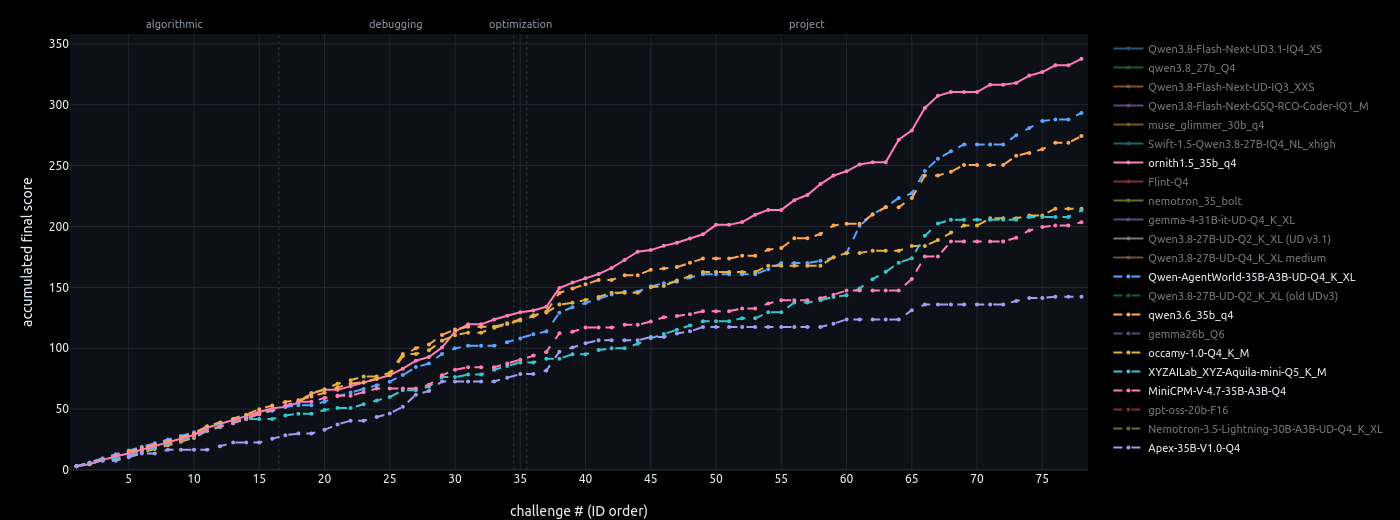 algorithmic debugging optimization project
accumulated final score
350
300
250
200
150
100
50
0
5 10 15 20 25 30 35 40 45 50 55 60 65 70 75
challenge # (ID order)
Qwen3.8-Flash-Next-UD3.1-IQ4_XS
qwen3.8_27b_Q4
Qwen3.8-Flash-Next-UD-IQ3_XXS
Qwen3.8-Flash-Next-GSQ-RCO-Coder-IQ1_M
muse_glimmer_30b_q4
Swift-1.5-Qwen3.8-27B-IQ4_NL_xhigh
ornith1.5_35b_q4
Flint-Q4
nemotron_35_bolt
gemma-4-31B-it-UD-Q4_K_XL
Qwen3.8-27B-UD-Q2_K_XL (UD v3.1)
Qwen3.8-27B-UD-Q2_K_XL medium
Qwen-AgentWorld-35B-A3B-UD-Q4_K_XL
Qwen3.8-27B-UD-Q2_K_XL (old UDv3)
qwen3.6_35b_q4
gemma26b_Q6
occamy-1.0-Q4_K_M
XYZAILab_XYZ-Aquila-mini-Q5_K_M
MiniCPM-V-4.7-35B-A3B-Q4
gpt-oss-20b-F16
Nemotron-3.5-Lightning-30B-A3B-UD-Q4_K_XL
Apex-35B-V1.0-Q4